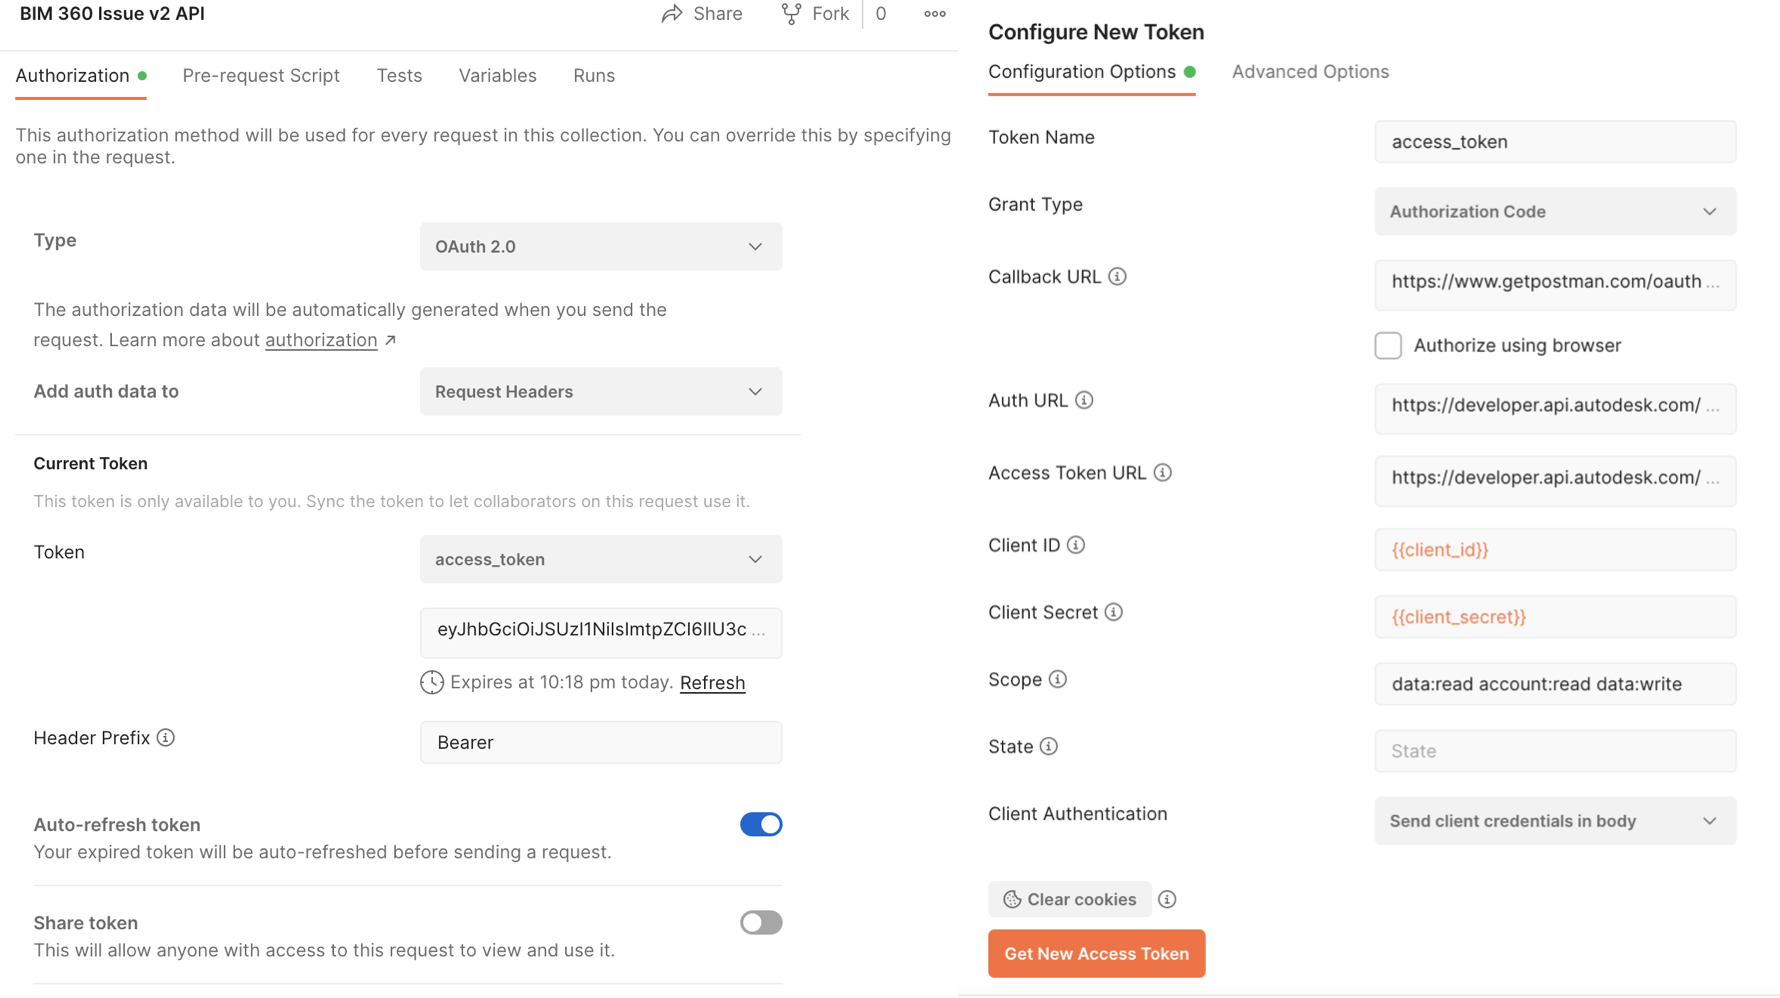 BIM 360 Issue v2 API
Share
Fork
0
Authorization
Pre-request Script
Tests
Variables
Runs
This authorization method will be used for every request in this collection. You can override this by specifying
one in the request.
Type
OAuth 2.0
The authorization data will be automatically generated when you send the
request. Learn more about authorization ↗
Add auth data to
Request Headers
Current Token
This token is only available to you. Sync the token to let collaborators on this request use it.
Token
access_token
eyJhbGciOiJSUzI1NiIsImtpZCI6IlU3c ...
Expires at 10:18 pm today. Refresh
Header Prefix
Bearer
Auto-refresh token
Your expired token will be auto-refreshed before sending a request.
Share token
This will allow anyone with access to this request to view and use it.
Configure New Token
Configuration Options
Advanced Options
Token Name
access_token
Grant Type
Authorization Code
Callback URL
https://www.getpostman.com/oauth ...
Authorize using browser
Auth URL
https://developer.api.autodesk.com/ ...
Access Token URL
https://developer.api.autodesk.com/ ...
Client ID
{{client_id}}
Client Secret
{{client_secret}}
Scope
data:read account:read data:write
State
State
Client Authentication
Send client credentials in body
Clear cookies
Get New Access Token